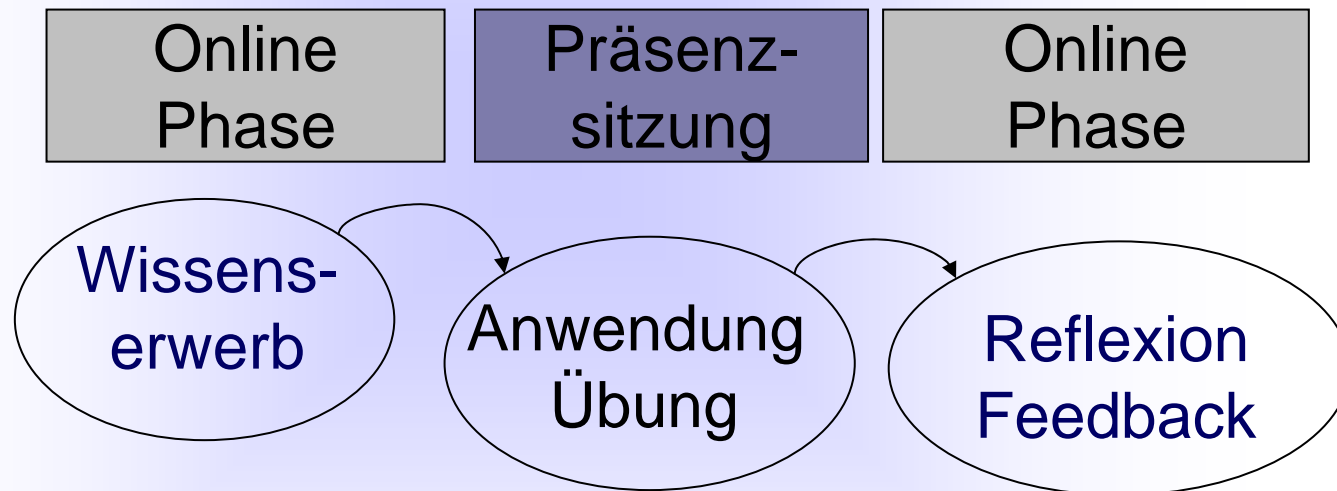 Online
Phase
Präsenz-
sitzung
Online
Phase
Wissens-
erwerb
Anwendung
Übung
Reflexion
Feedback